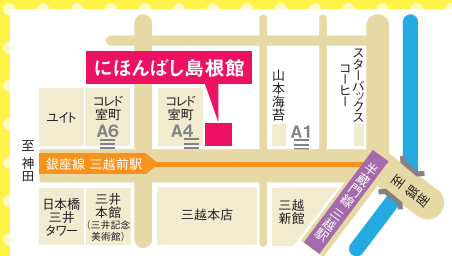 にほんばし島根館
スターバックス
コーヒー
山本海苔
ユイト
コレド
室町
A6
コレド
室町
A4
A1
至 神田
銀座線 三越前駅
半蔵門線 三越駅
至 銀座
日本橋
三井
タワー
三井
本館
(三井記念
美術館)
三越本店
三越
新館